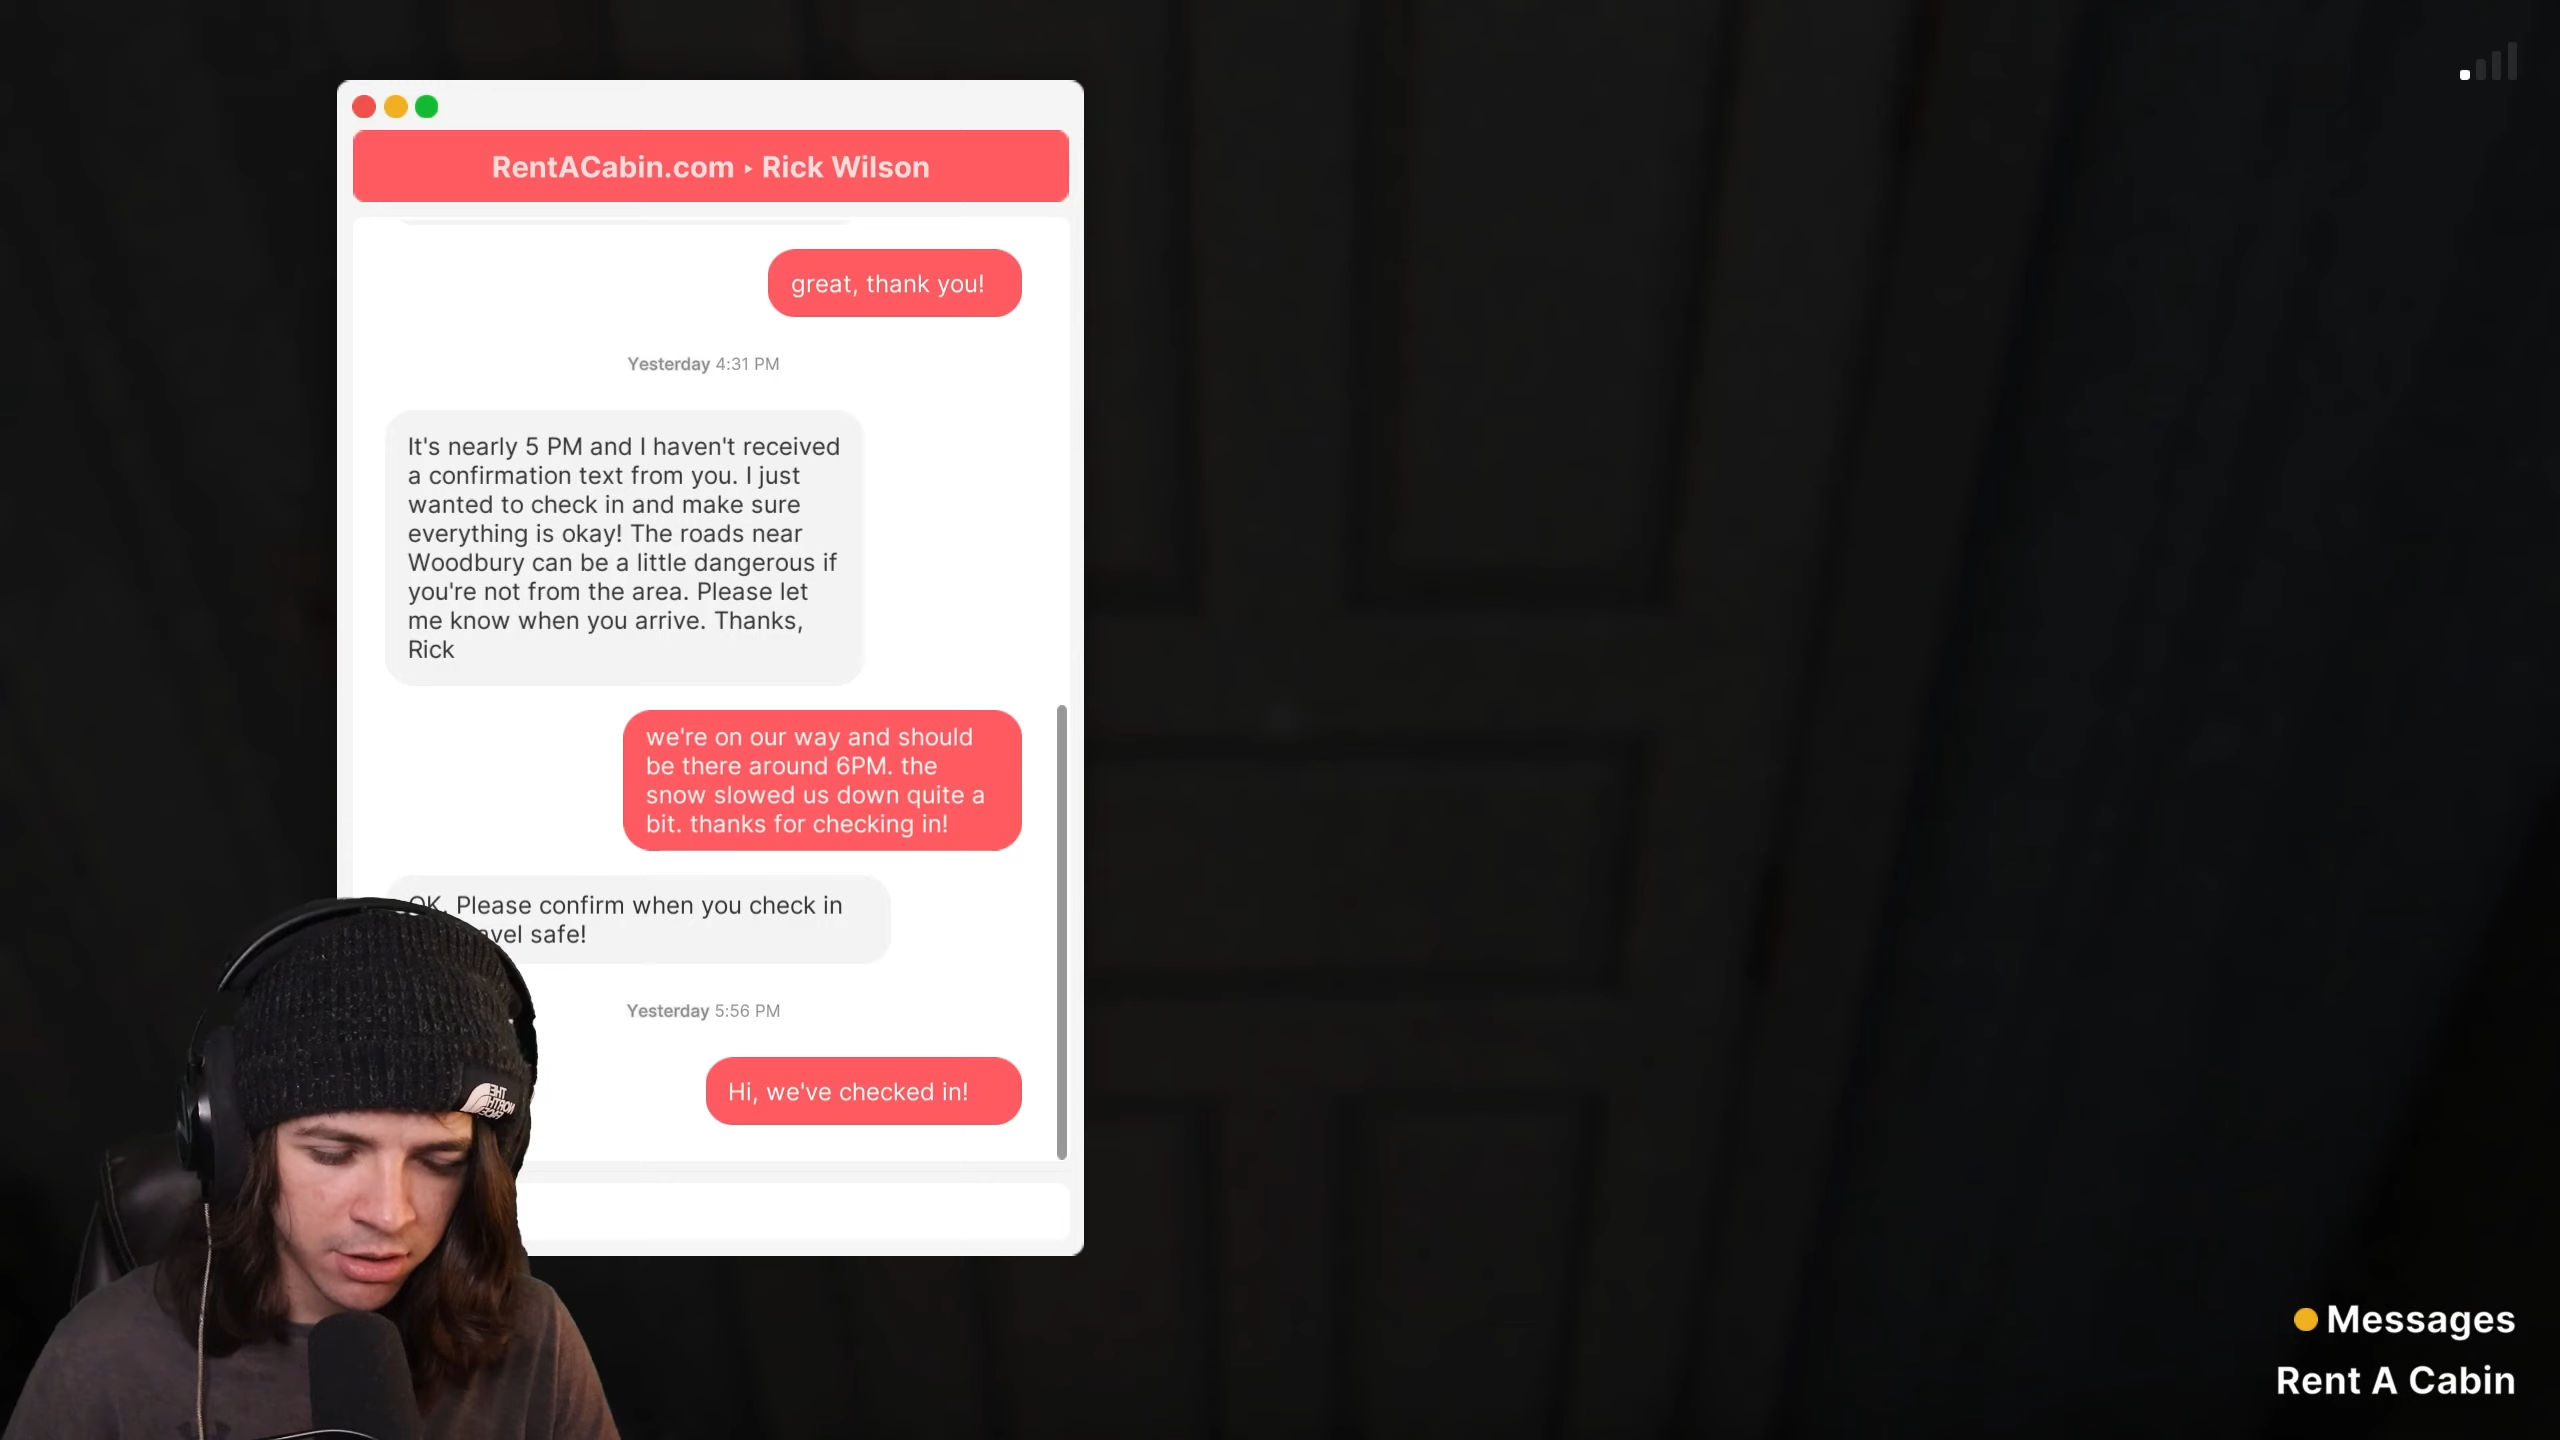 RentACabin.com ‣ Rick Wilson
great, thank you!
Yesterday 4:31 PM
It's nearly 5 PM and I haven't received
a confirmation text from you. I just
wanted to check in and make sure
everything is okay! The roads near
Woodbury can be a little dangerous if
you're not from the area. Please let
me know when you arrive. Thanks,
Rick
we're on our way and should
be there around 6PM. the
snow slowed us down quite a
bit. thanks for checking in!
OK. Please confirm when you check in
safe!
Yesterday 5:56 PM
Hi, we've checked in!
THE
NORTH
FACE
Messages
Rent A Cabin